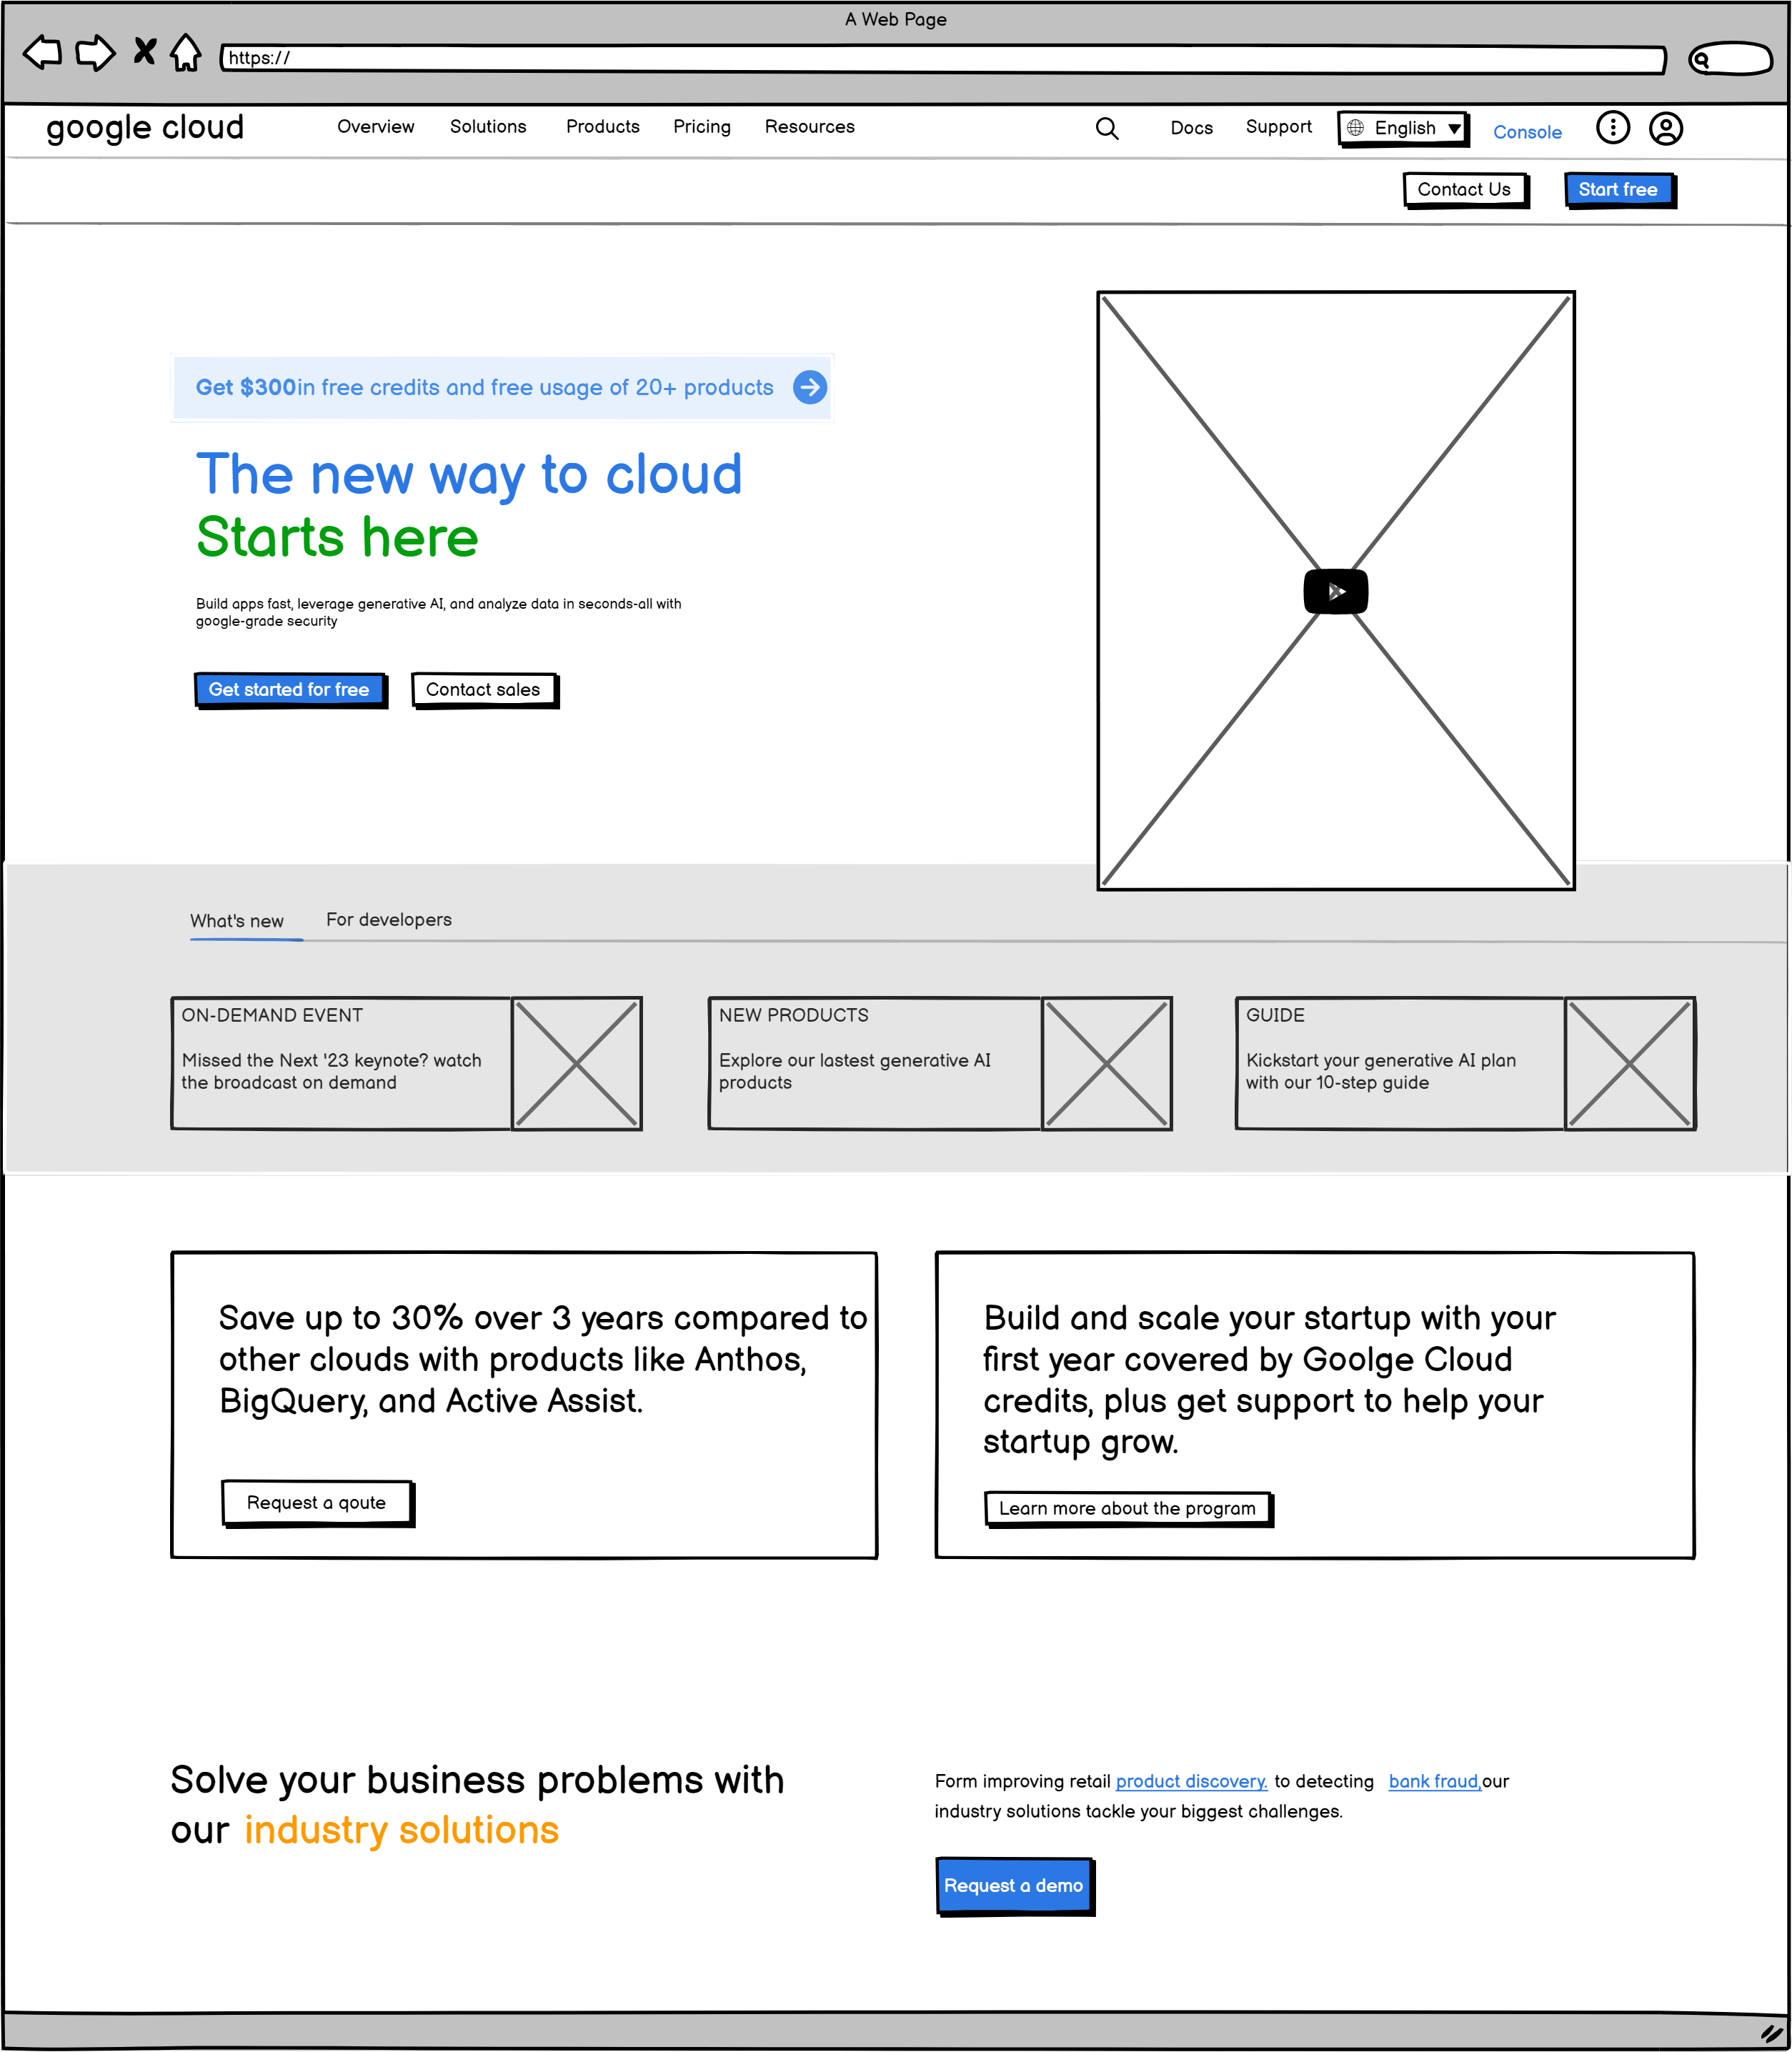 A Web Page
https://
google cloud Overview Solutions Products Pricing Resources Docs Support English Console
Contact Us Start free
Get $300in free credits and free usage of 20+ products
The new way to cloud
Starts here
Build apps fast, leverage generative AI, and analyze data in seconds-all with
google-grade security
Get started for free Contact sales
What's new For developers
ON-DEMAND EVENT
Missed the Next '23 keynote? watch
the broadcast on demand
NEW PRODUCTS
Explore our lastest generative AI
products
GUIDE
Kickstart your generative AI plan
with our 10-step guide
Save up to 30% over 3 years compared to
other clouds with products like Anthos,
BigQuery, and Active Assist.
Request a qoute
Build and scale your startup with your
first year covered by Goolge Cloud
credits, plus get support to help your
startup grow.
Learn more about the program
Solve your business problems with
our industry solutions
Form improving retail product discovery. to detecting bank fraud,our
industry solutions tackle your biggest challenges.
Request a demo